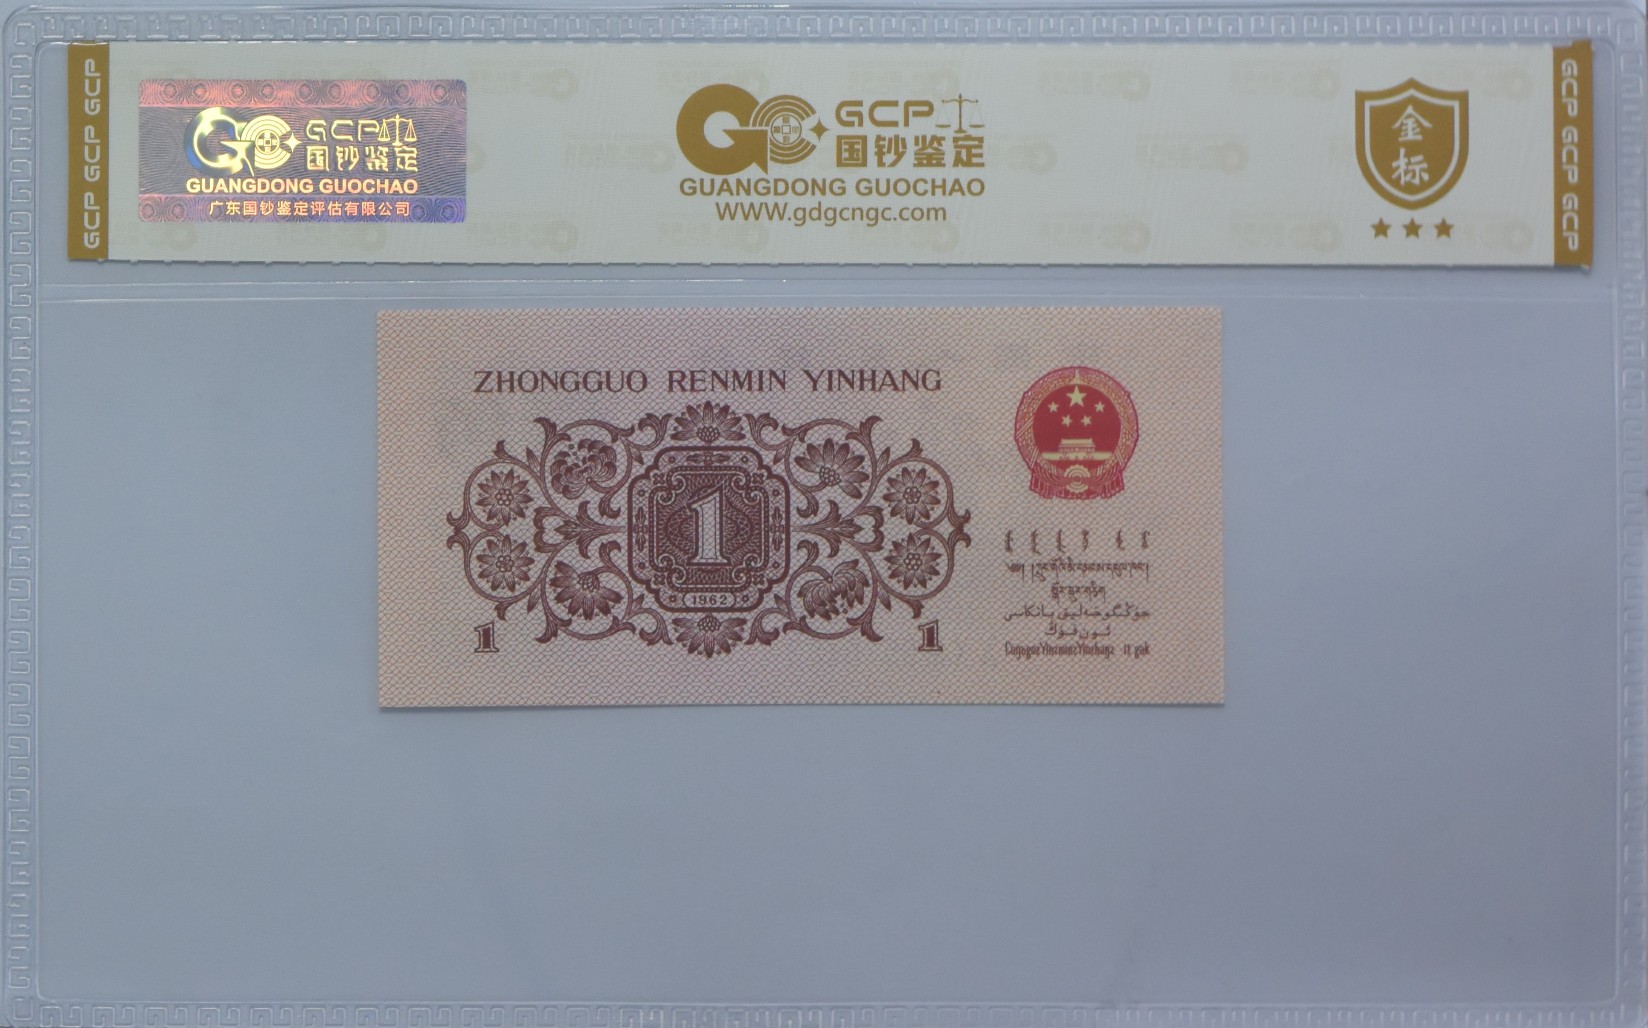 GCP GCP GCP
GCP 国钞鉴定
GUANGDONG GUOCHAO
广东国钞鉴定评估有限公司
GCP
国钞鉴定
GUANGDONG GUOCHAO
WWW.gdgcngc.com
金标
GCP GCP GCP
ZHONGGUO RENMIN YINHANG
1
(1962)
1
1